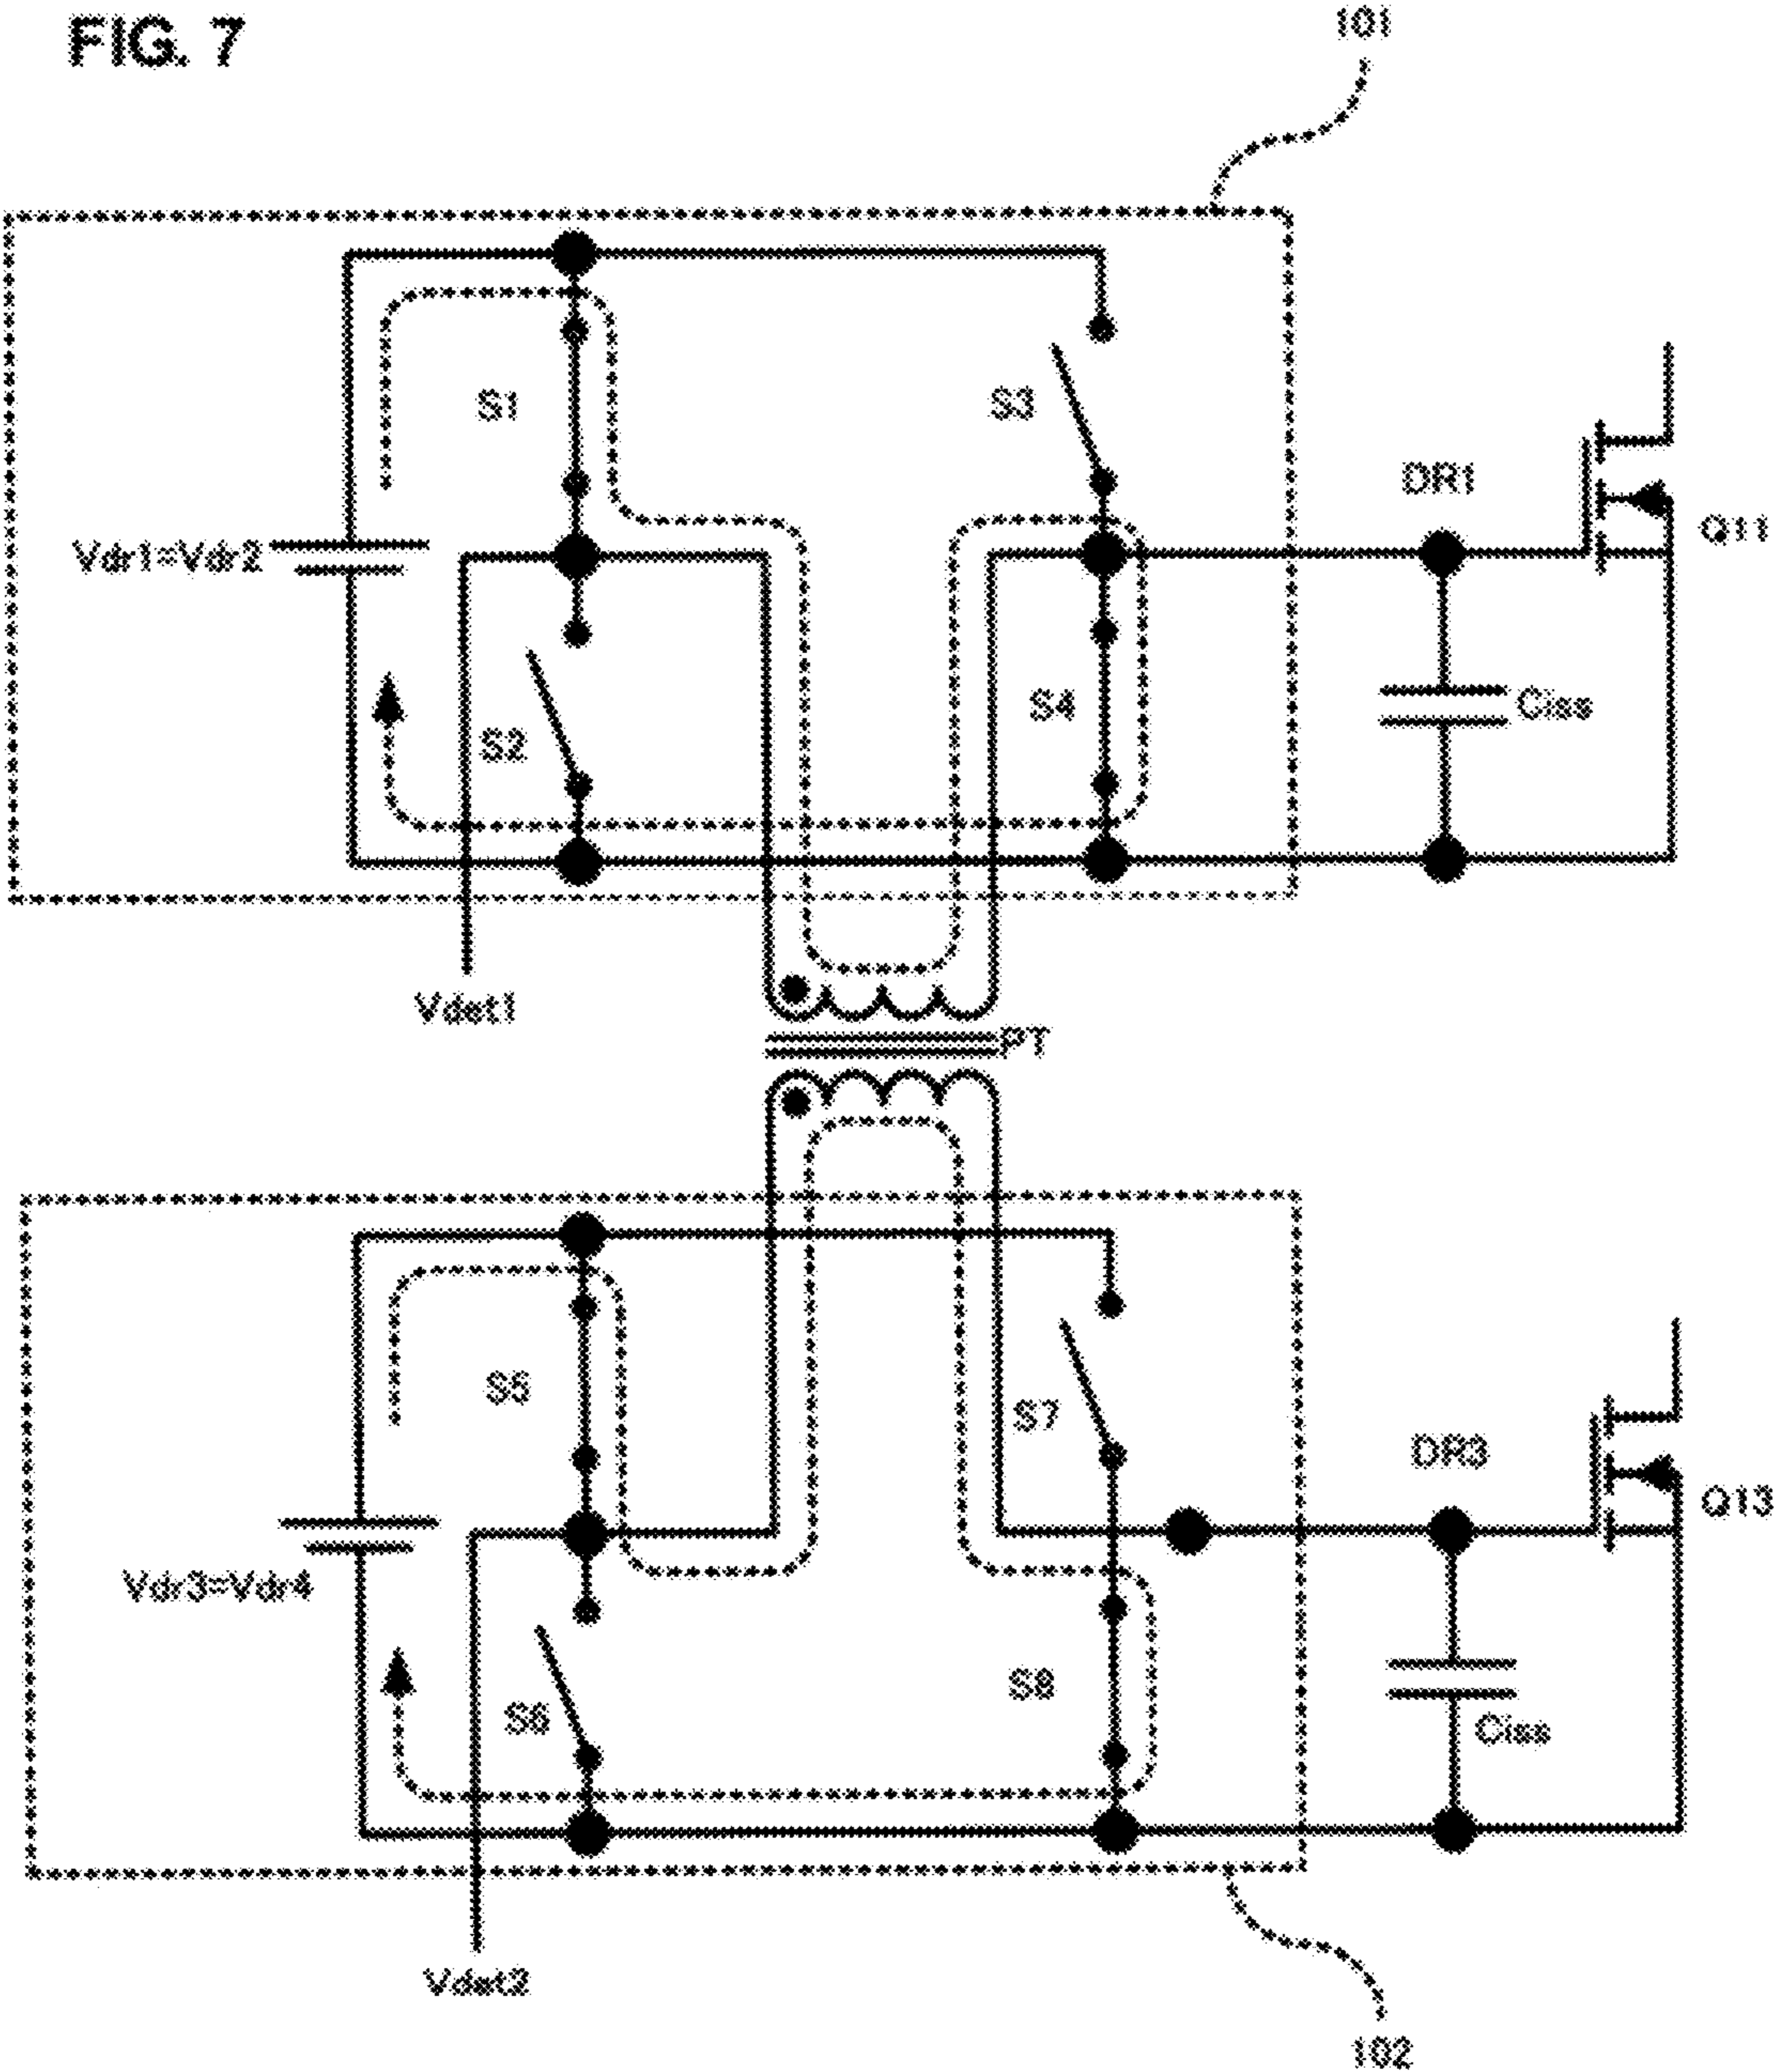 FIG. 7
101
S1
S3
DR1
Q11
Vdr1=Vdr2
S2
S4
Ciss
Vdet1
PT
S5
S7
DR3
Q13
Vdr3=Vdr4
S6
S8
Ciss
Vdet2
102